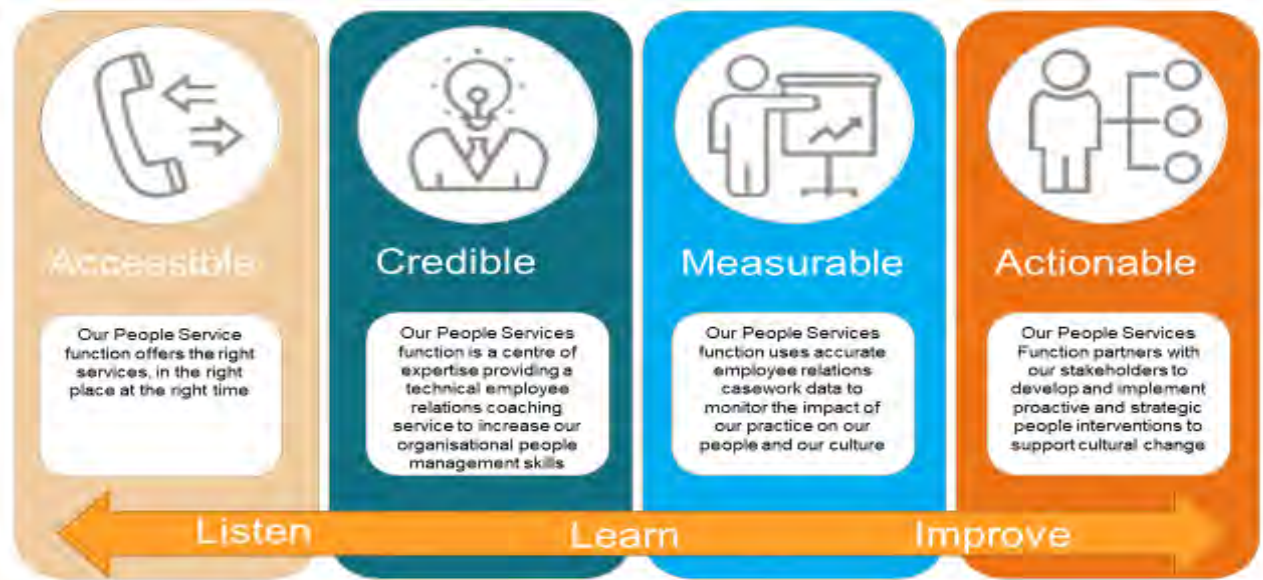 Accessible
Our People Service
function offers the right
services, in the right
place at the right time
Credible
Our People Services
function is a centre of
expertise providing a
technical employee
relations coaching
service to increase our
organisational people
management skills
Measurable
Our People Services
function uses accurate
employee relations
casework data to
monitor the impact of
our practice on our
people and our culture
Actionable
Our People Services
Function partners with
our stakeholders to
develop and implement
proactive and strategic
people interventions to
support cultural change
Listen
Learn
Improve